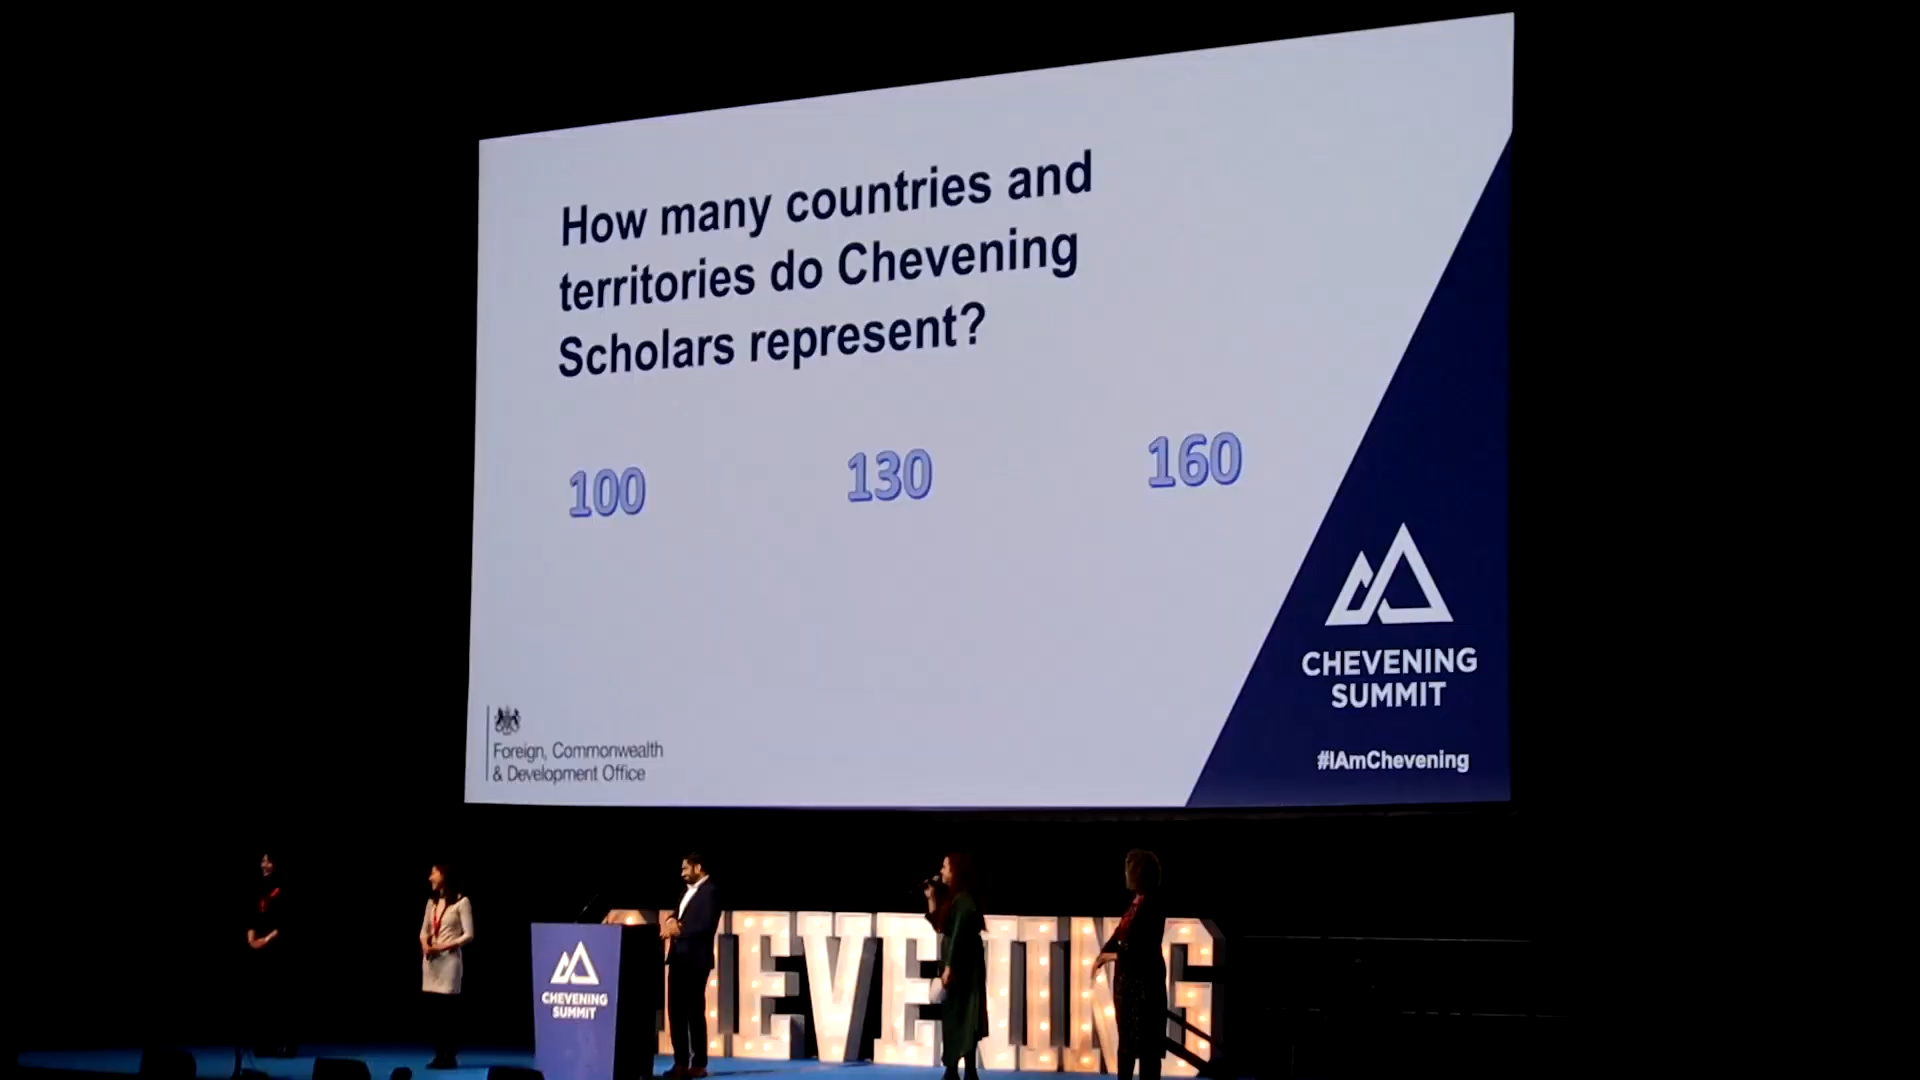 How many countries and
territories do Chevening
Scholars represent?
100 130 160
CHEVENING
SUMMIT
#IAmChevening
Foreign, Commonwealth
& Development Office
CHEVENING
SUMMIT
CHEVENING